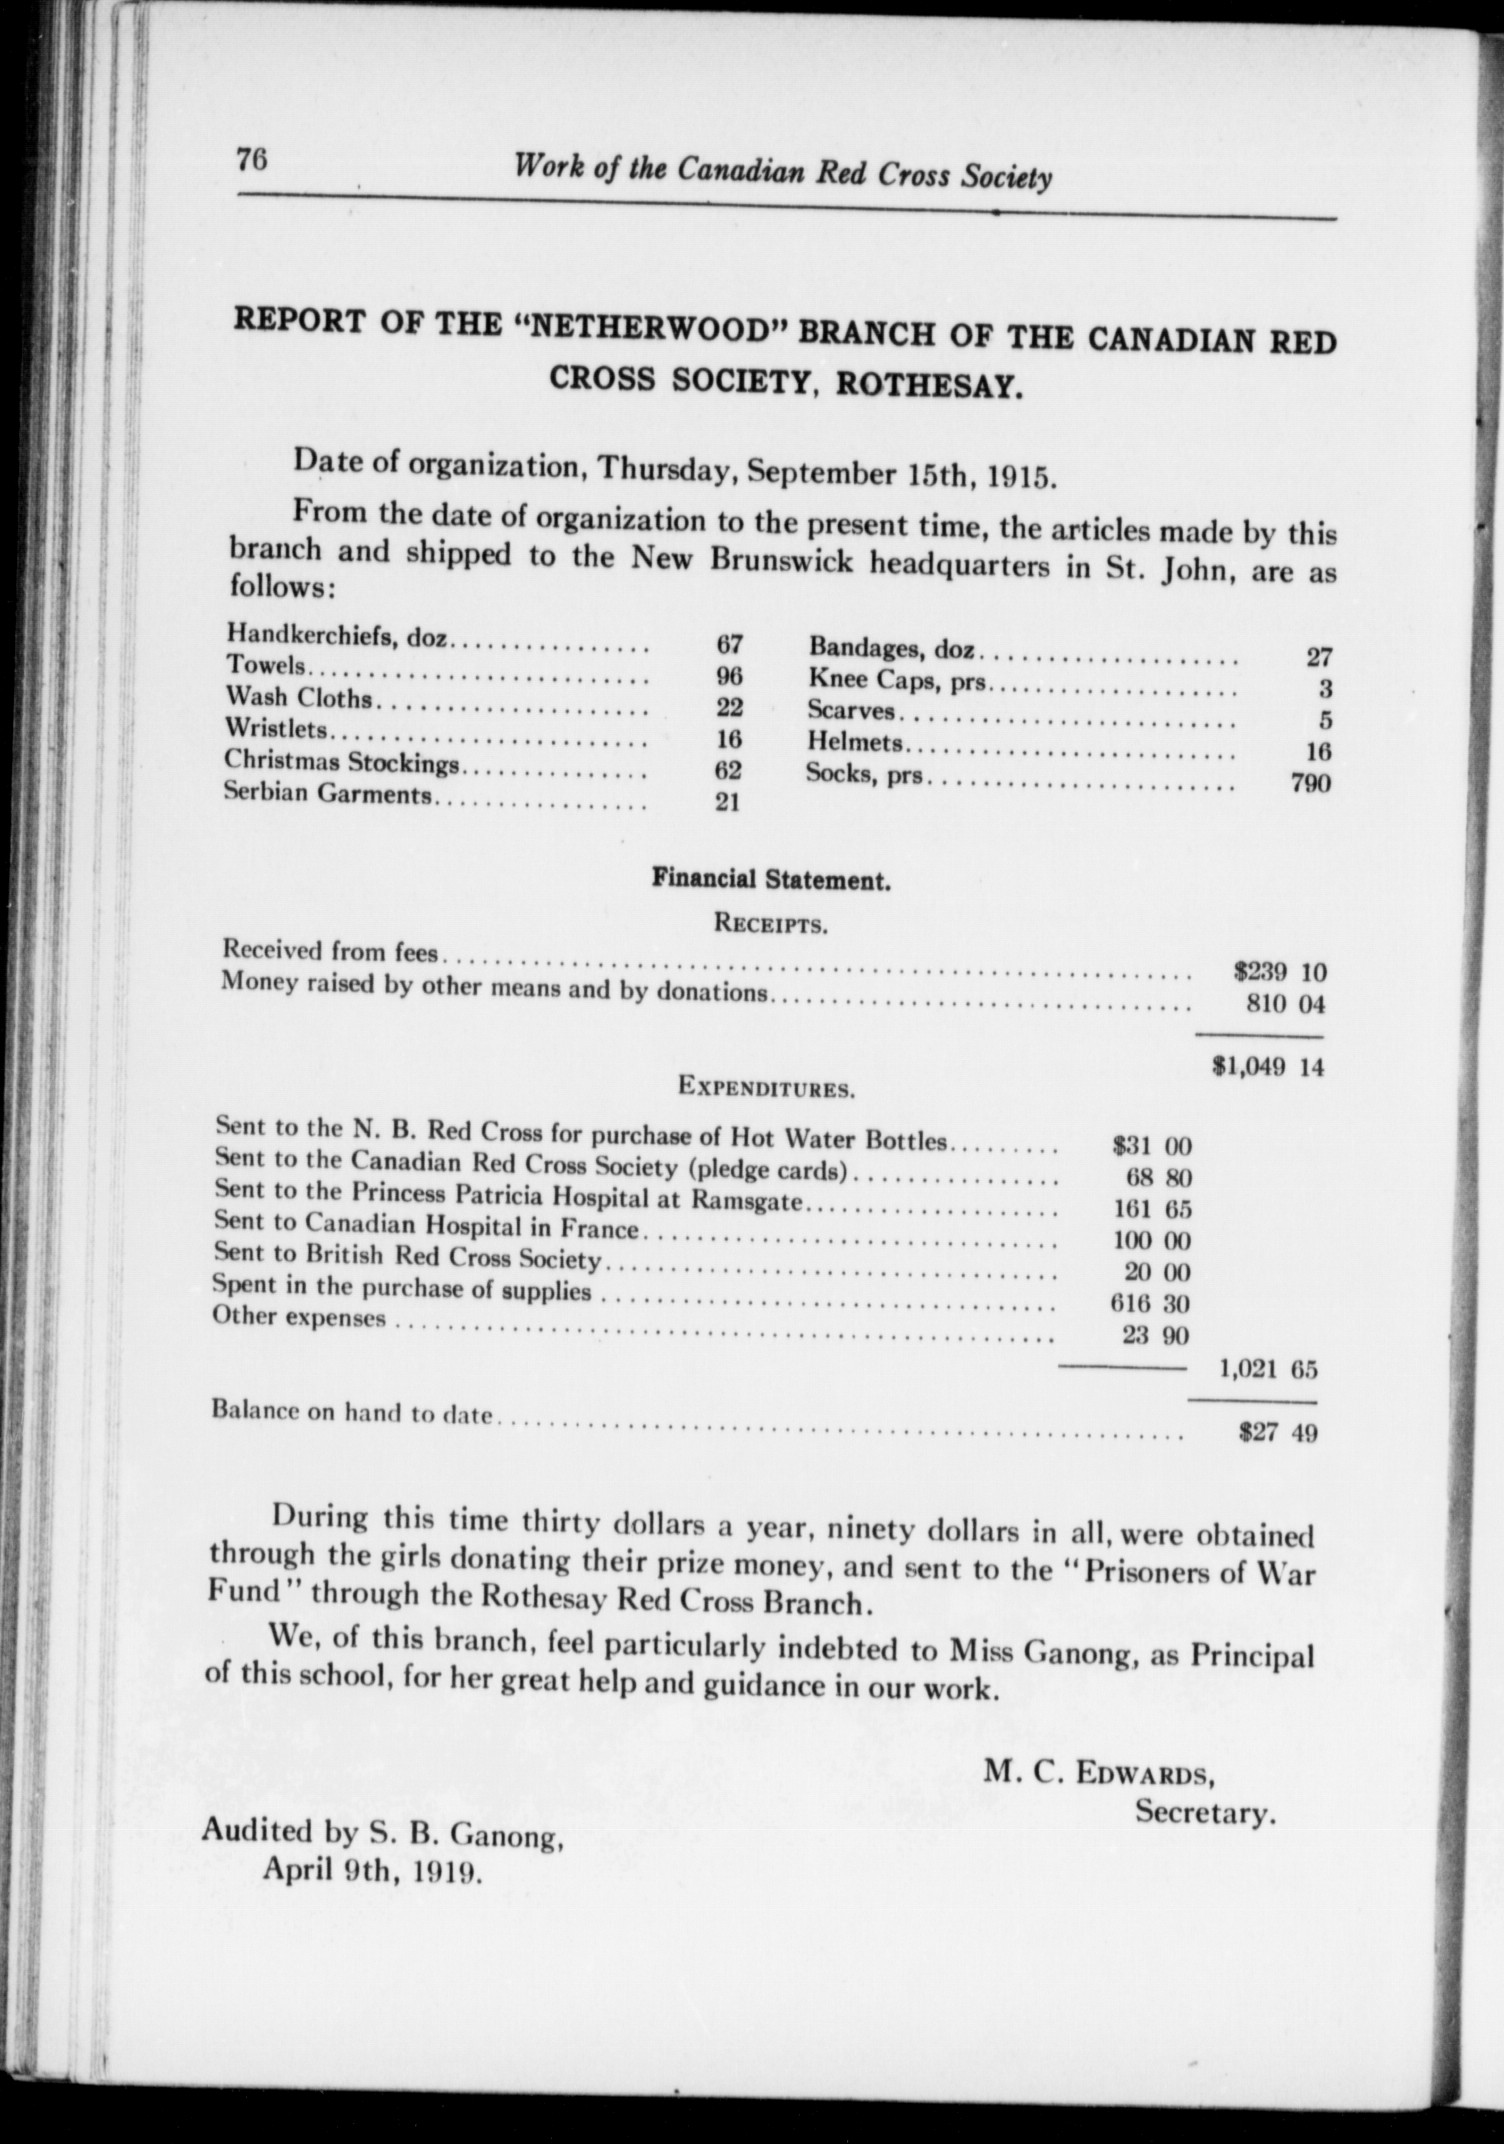 76 Work of the Canadian Red Cross Society
REPORT OF THE “NETHERWOOD” BRANCH OF THE CANADIAN RED
CROSS SOCIETY, ROTHESAY.
Date of organization, Thursday, September 15th, 1915.
From the date of organization to the present time, the articles made by this
branch and shipped to the New Brunswick headquarters in St. John, are as
follows:
Handkerchiefs, doz................ 67 Bandages, doz..................... 27
Towels........................... 96 Knee Caps, prs.................... 3
Wash Cloths...................... 22 Scarves........................... 5
Wristlets......................... 16 Helmets.......................... 16
Christmas Stockings............... 62 Socks, prs........................ 790
Serbian Garments................. 21
Financial Statement.
RECEIPTS.
Received from fees.......................................................... $239 10
Money raised by other means and by donations.................................. 810 04
$1,049 14
EXPENDITURES.
Sent to the N. B. Red Cross for purchase of Hot Water Bottles......... $31 00
Sent to the Canadian Red Cross Society (pledge cards)................ 68 80
Sent to the Princess Patricia Hospital at Ramsgate.................... 161 65
Sent to Canadian Hospital in France................................ 100 00
Sent to British Red Cross Society................................... 20 00
Spent in the purchase of supplies ................................... 616 30
Other expenses .................................................... 23 90
1,021 65
Balance on hand to date..................................................... $27 49
During this time thirty dollars a year, ninety dollars in all, were obtained
through the girls donating their prize money, and sent to the “Prisoners of War
Fund” through the Rothesay Red Cross Branch.
We, of this branch, feel particularly indebted to Miss Ganong, as Principal
of this school, for her great help and guidance in our work.
M. C. EDWARDS,
Secretary.
Audited by S. B. Ganong,
April 9th, 1919.